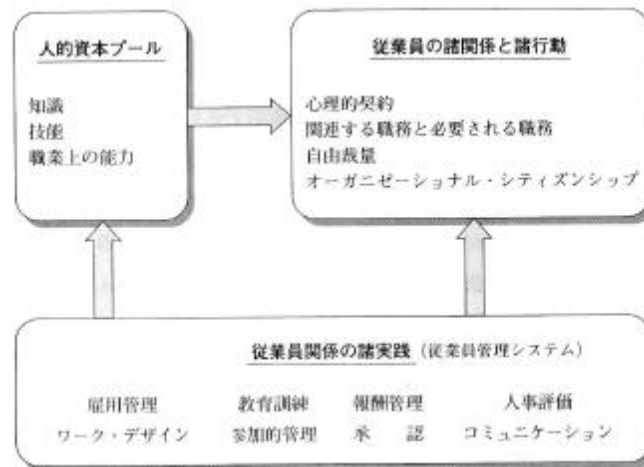 人的資本プール
知識
技能
職業上の能力
従業員の諸関係と諸行動
心理的契約
関連する職務と必要される職務
自由裁量
オーガニゼーショナル・シティズンシップ
従業員関係の諸実践（従業員管理システム）
雇用管理 教育訓練 報酬管理 人事評価
ワーク・デザイン 参加的管理 承 認 コミュニケーション